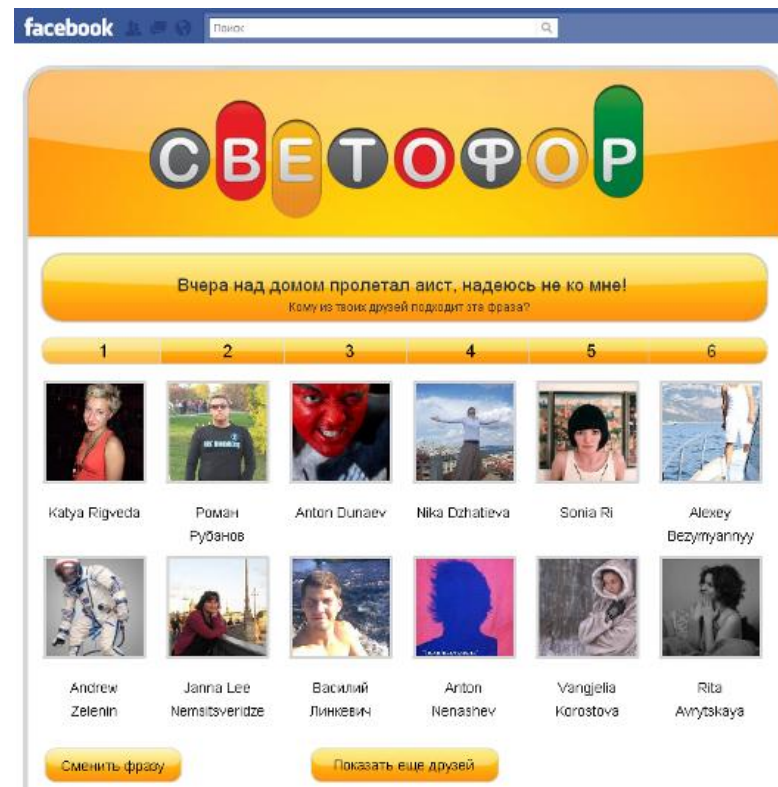 facebook
Поиск
СВЕТОФОР
Вчера над домом пролетал аист, надеюсь не ко мне!
Кому из твоих друзей подходит эта фраза?
1 2 3 4 5 6
Katya Rigveda
Роман
Рубанов
Anton Dunaev
Nika Dzhatieva
Sonia Ri
Alexey
Bezymyannyy
Andrew
Zelenin
Janna Lee
Nemsitsveridze
Василий
Линкевич
Anton
Nenashev
Vangjelia
Korostova
Rita
Avrytskaya
Сменить фразу
Показать еще друзей